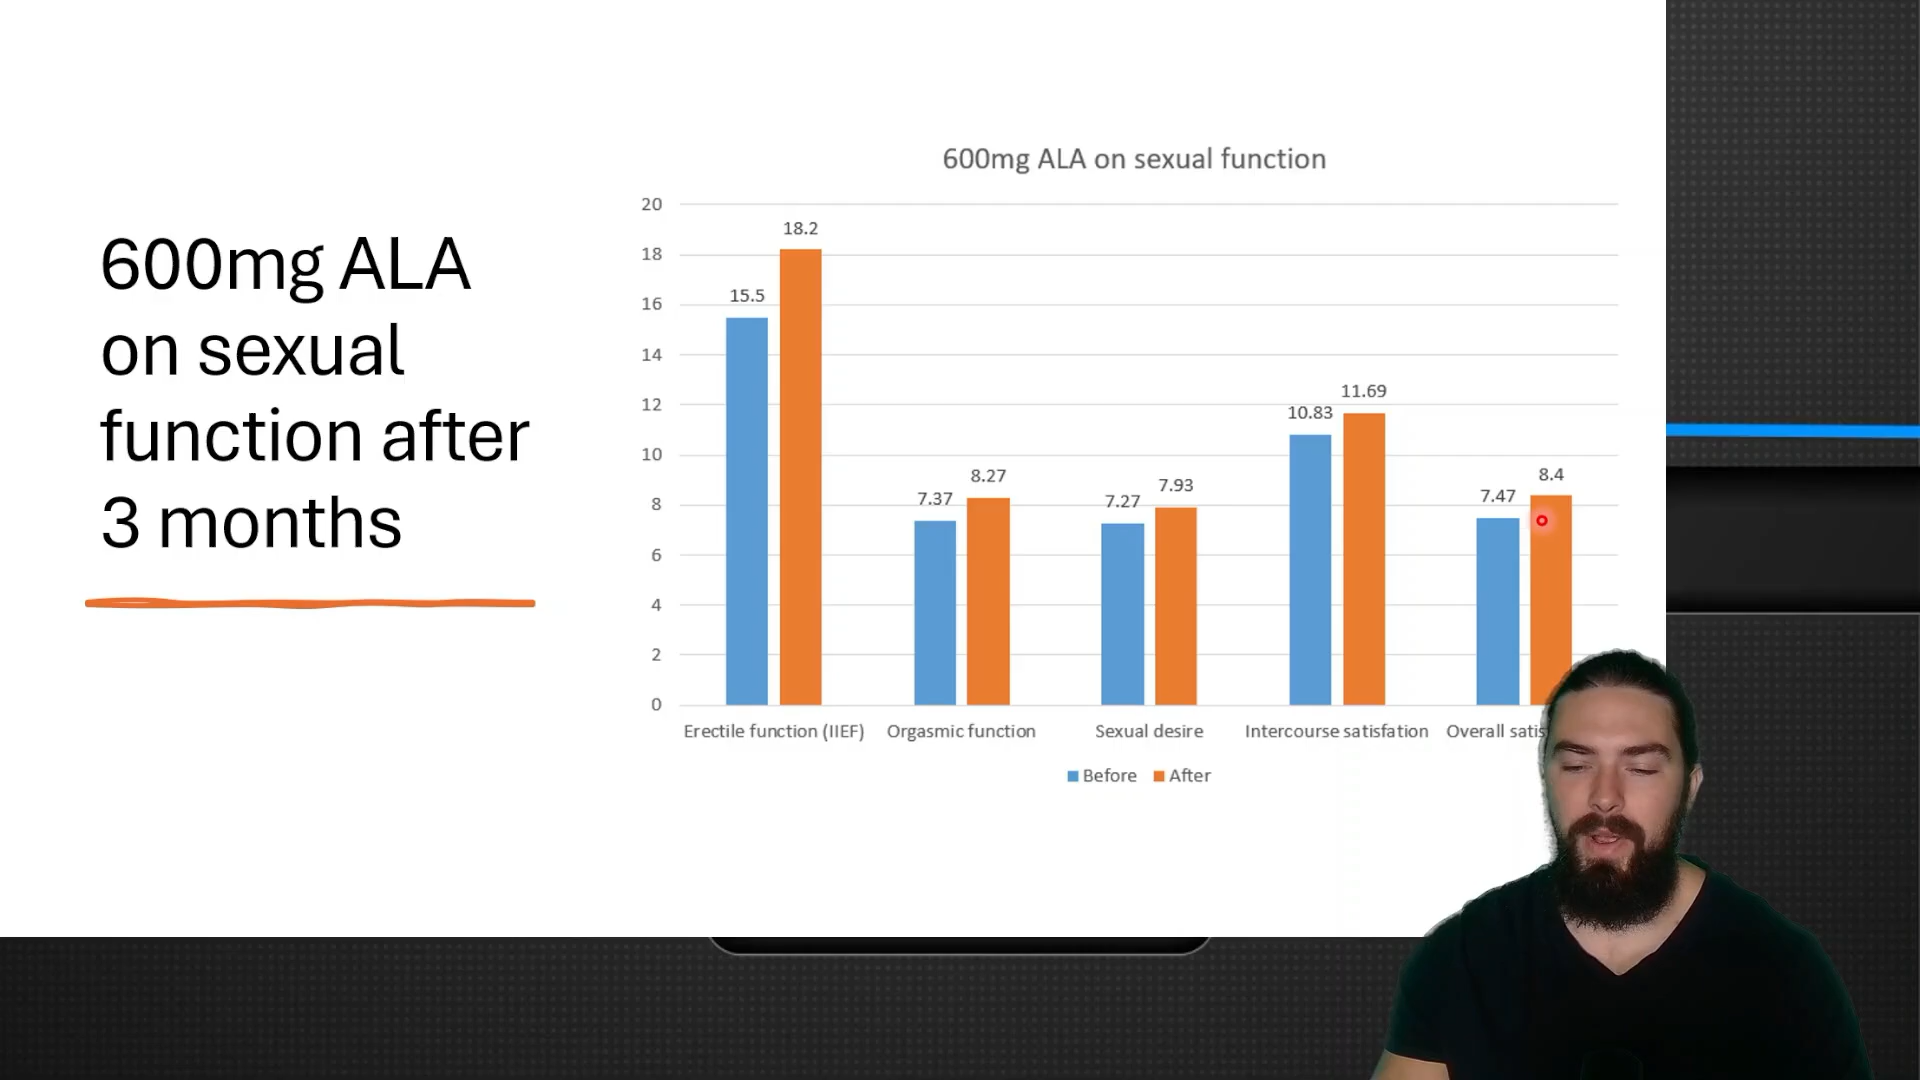 600mg ALA
on sexual
function after
3 months
600mg ALA on sexual function
20
18
16
14
12
10
8
6
4
2
0
15.5
18.2
7.37
8.27
7.27
7.93
10.83
11.69
7.47
8.4
Erectile function (IIEF)
Orgasmic function
Sexual desire
Intercourse satisfation
Overall
Before
After